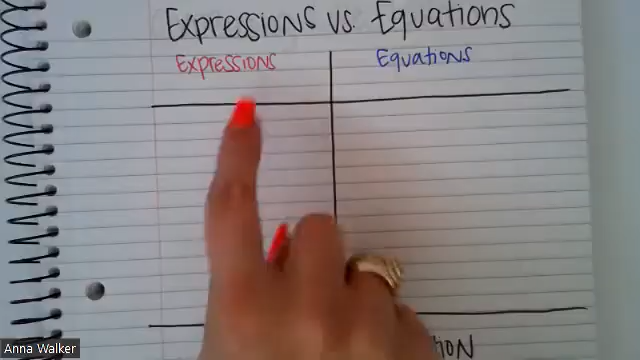 Expressions vs. Equations
Expressions Equations
Anna Walker